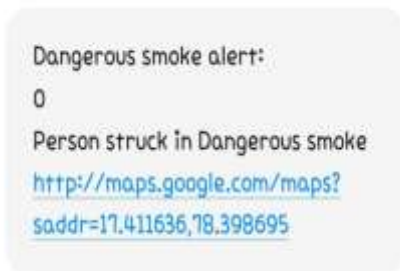 Dangerous smoke alert:
0
Person struck in Dangerous smoke
http://maps.google.com/maps?
saddr=17.411636,78.398695